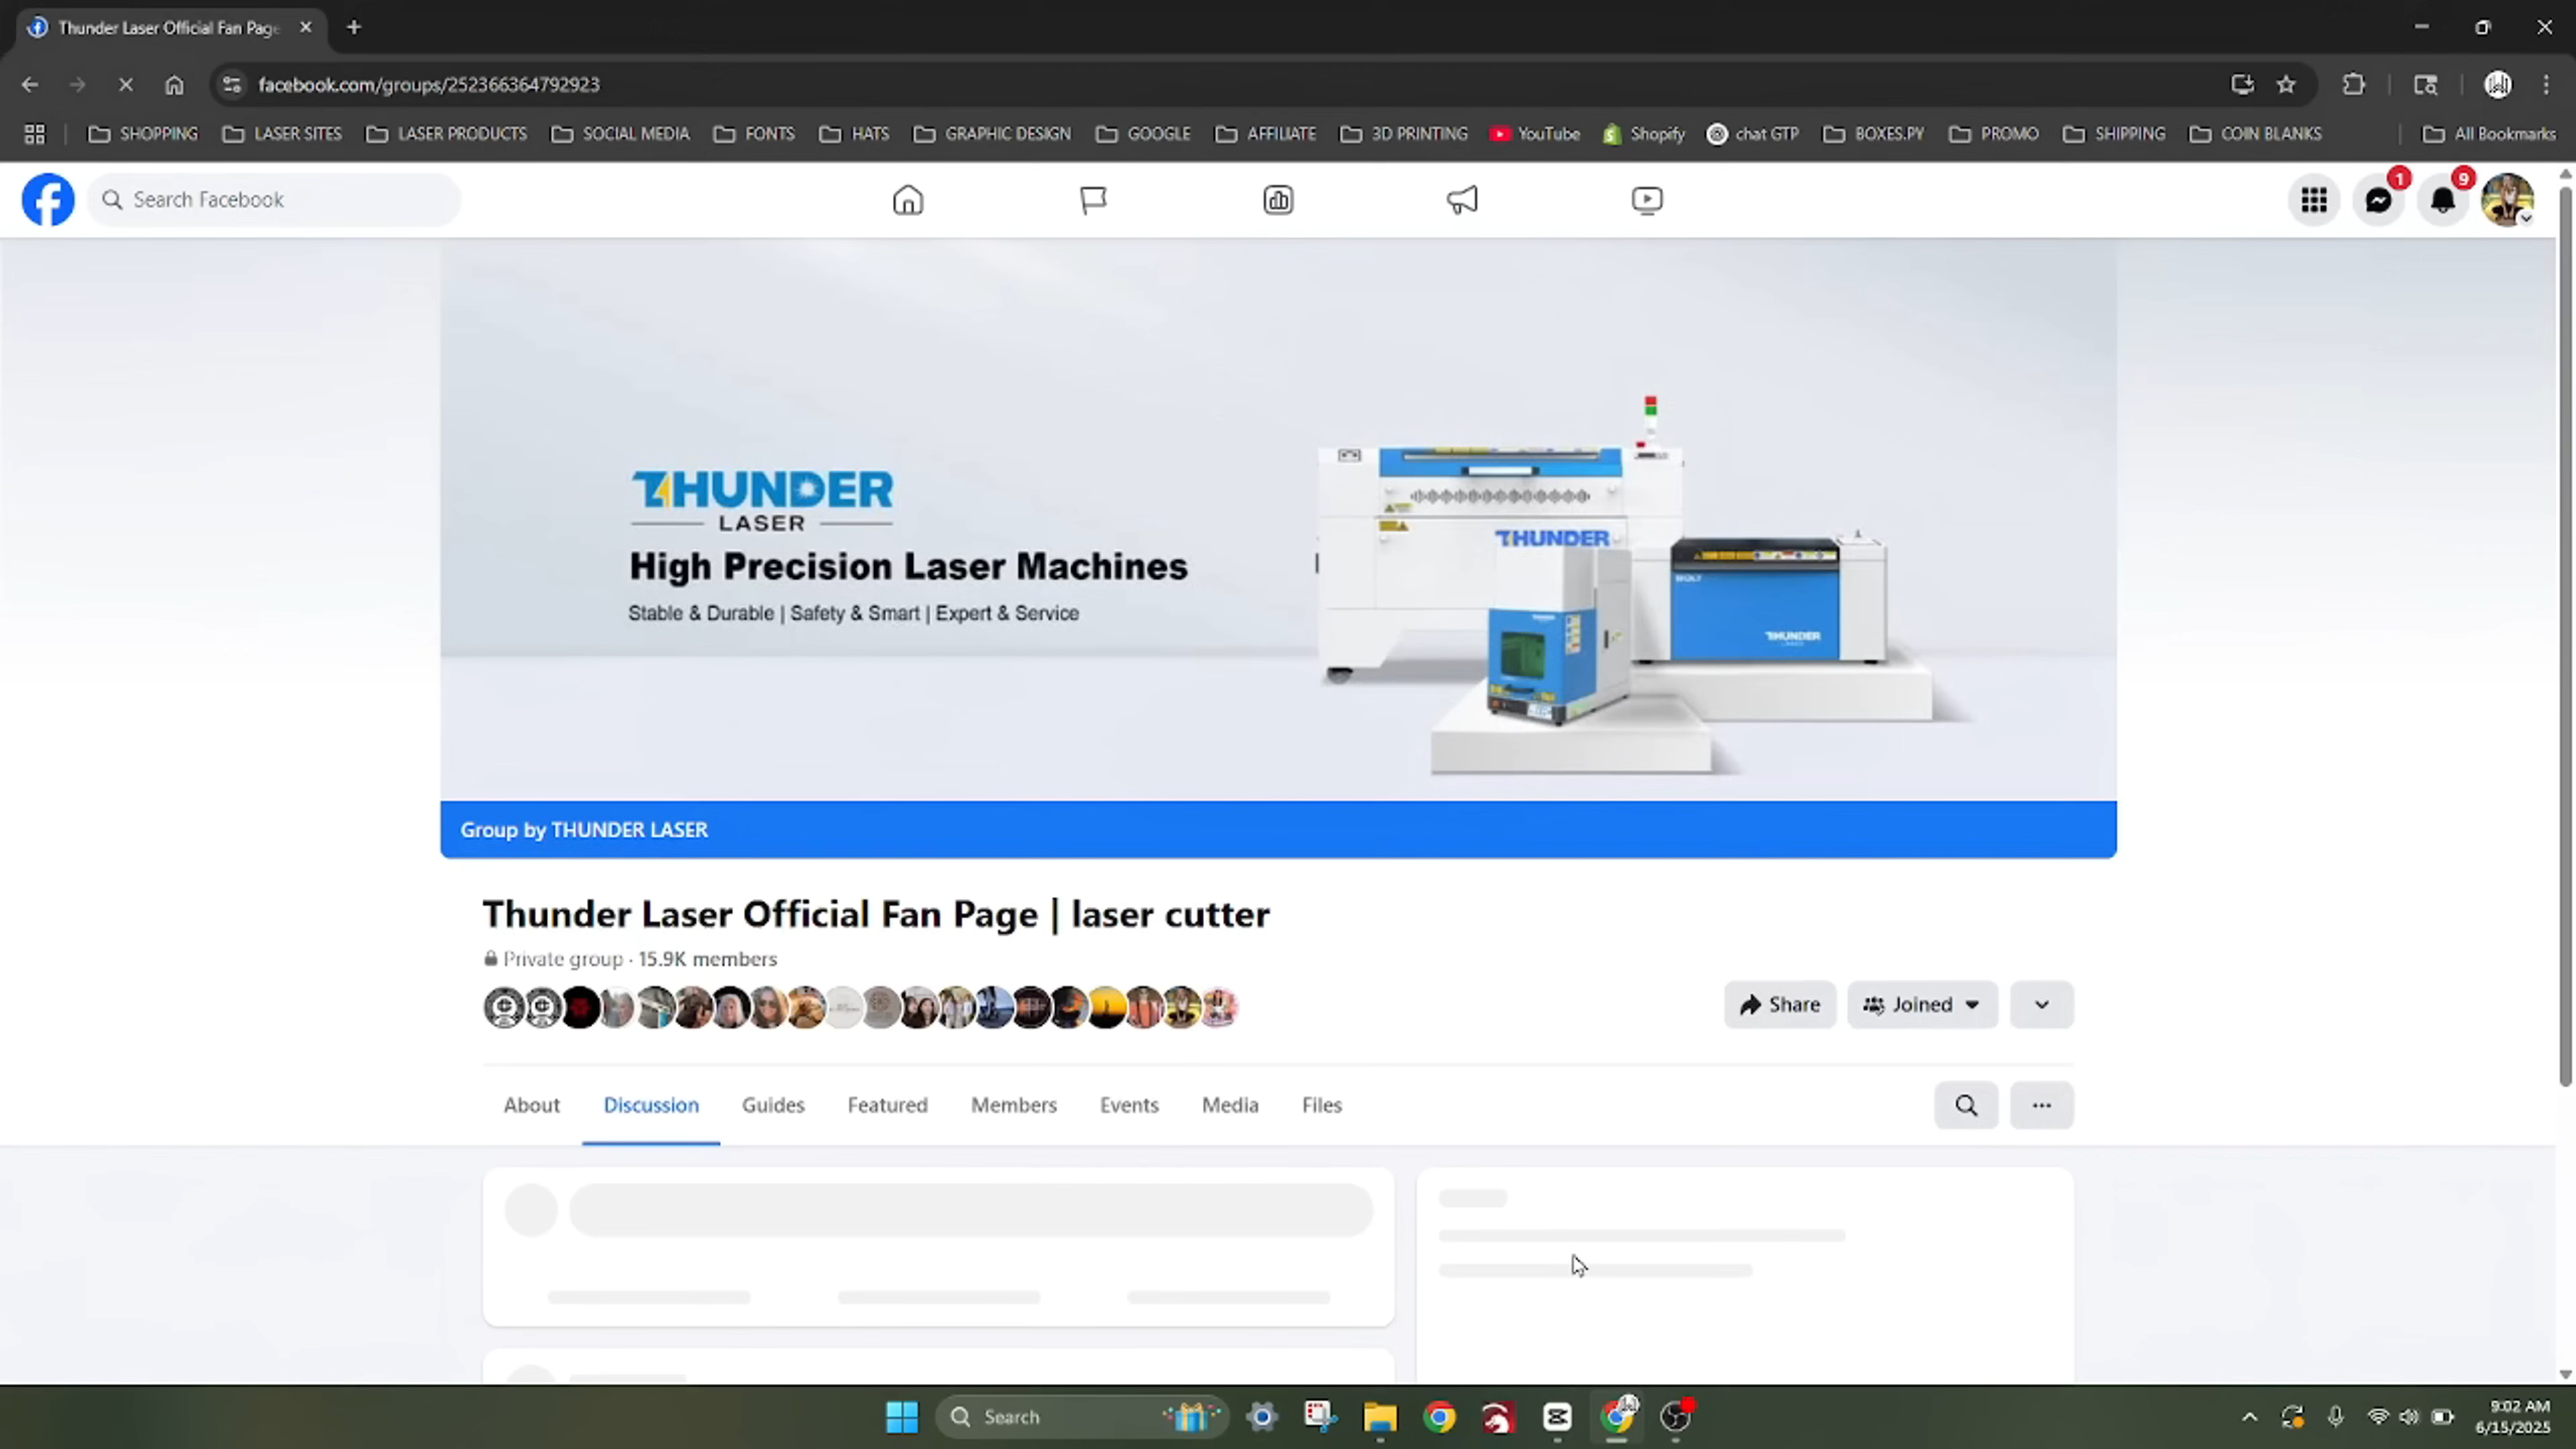 Thunder Laser Official Fan Page
facebook.com/groups/252366364792923
SHOPPING
LASER SITES
LASER PRODUCTS
SOCIAL MEDIA
FONTS
HATS
GRAPHIC DESIGN
GOOGLE
AFFILIATE
3D PRINTING
YouTube
Shopify
chat GTP
BOXES.PY
PROMO
SHIPPING
COIN BLANKS
All Bookmarks
Search Facebook
1
9
THUNDER
LASER
High Precision Laser Machines
Stable & Durable | Safety & Smart | Expert & Service
THUNDER
BOLT
THUNDER
Group by THUNDER LASER
Thunder Laser Official Fan Page | laser cutter
Private group · 15.9K members
Share
Joined
About
Discussion
Guides
Featured
Members
Events
Media
Files
Search
9:02 AM
6/15/2025